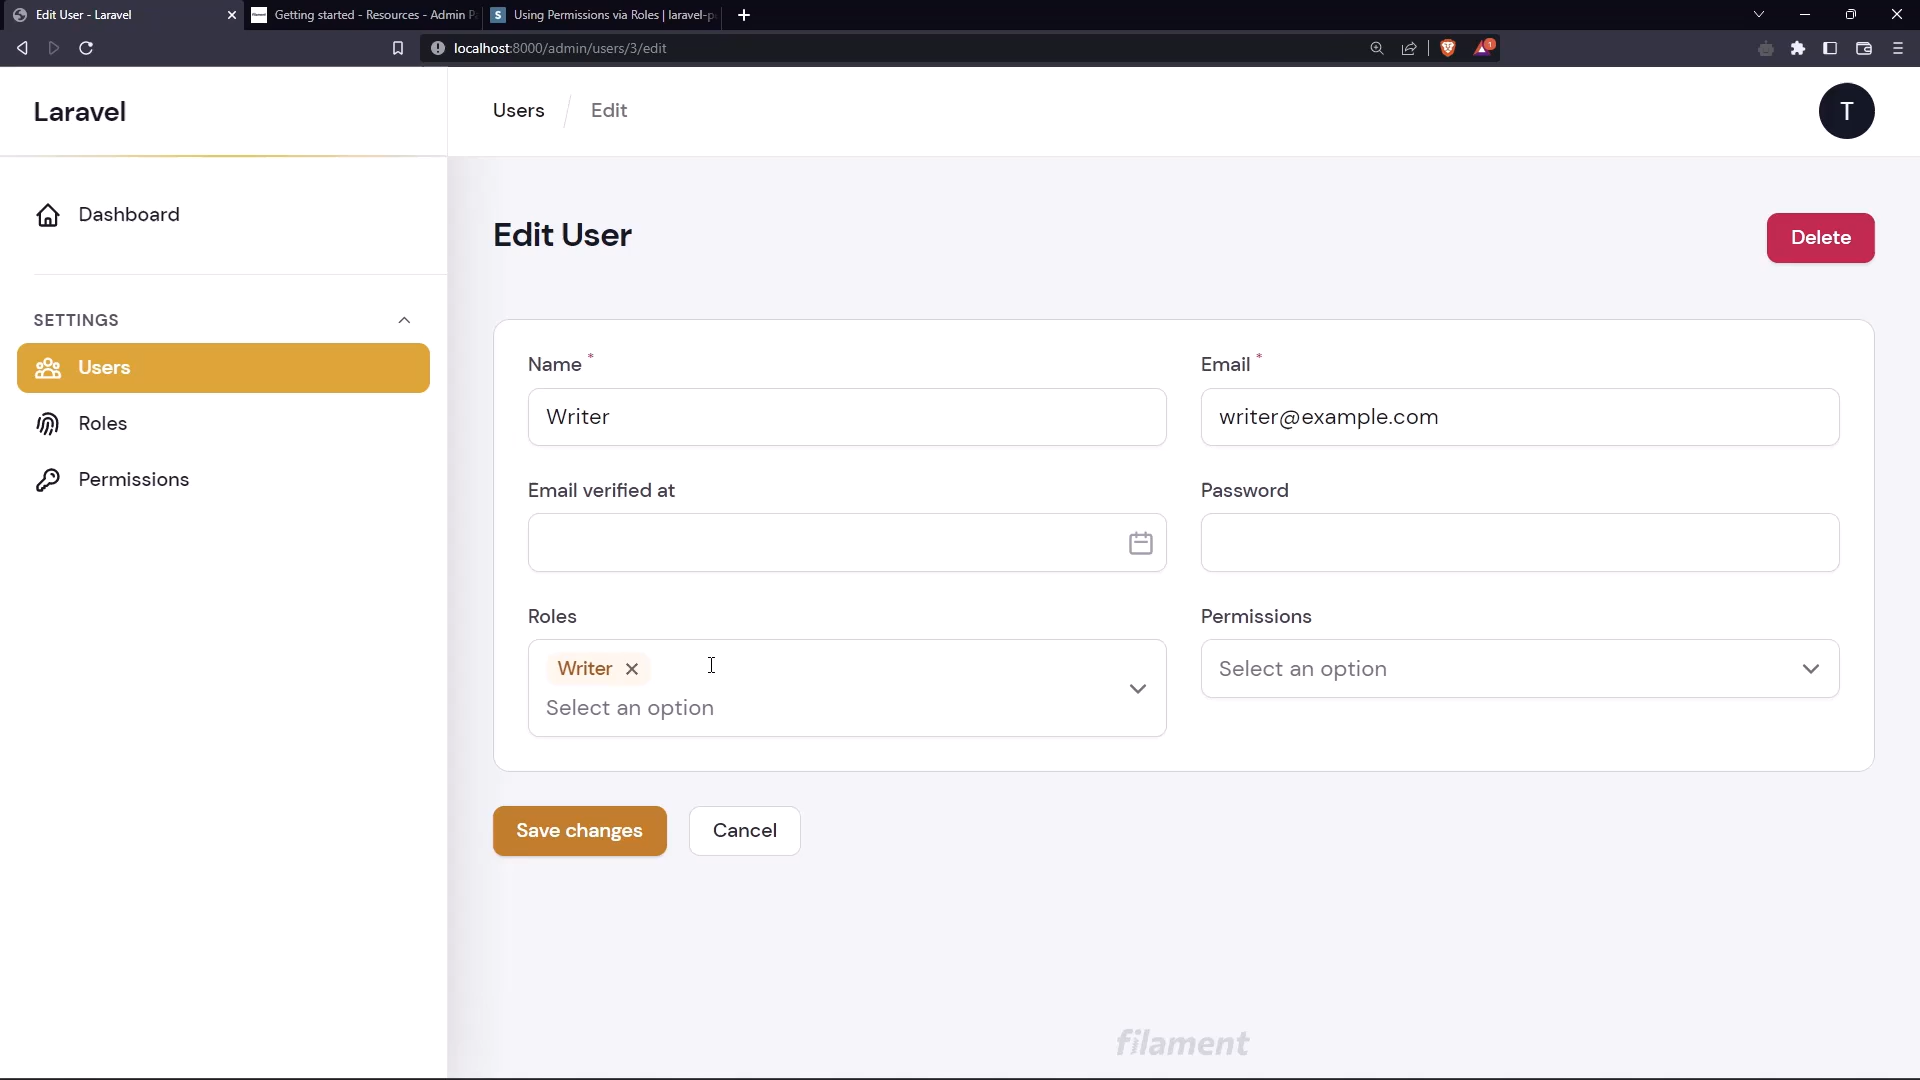 Edit User - Laravel
Getting started - Resources - Admin P
Using Permissions via Roles | laravel-p
localhost:8000/admin/users/3/edit
1
Laravel
Users
Edit
T
Dashboard
Edit User
Delete
SETTINGS
Users
Roles
Permissions
Name *
Email *
Writer
writer@example.com
Email verified at
Password
Roles
Permissions
Writer
Select an option
Select an option
Save changes
Cancel
filament